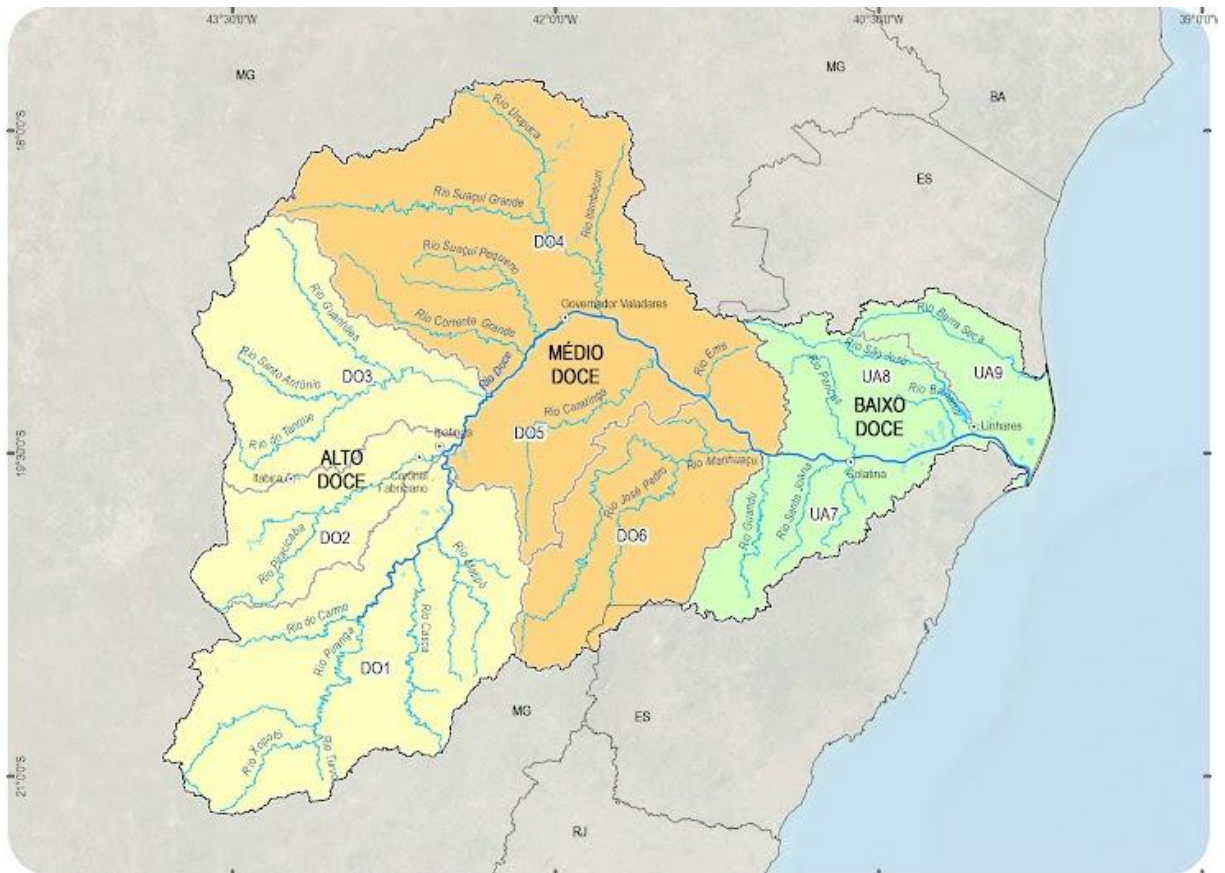 43°30'0"W
42°0'0"W
40°30'0"W
39°0'0"W
MG
MG
BA
18°0'0"S
Rio Urupuca
ES
Rio Suaçuí Grande
Rio Itambacuri
DO4
Rio Suaçuí Pequeno
Rio Guanhães
Governador Valadares
Rio Corrente Grande
Rio Barra Seca
MÉDIO
DOCE
Rio Doce
Rio Eme
Rio São José
Rio Santo Antônio
DO3
Rio Pancas
UA8
UA9
Rio Caratinga
BAIXO
DOCE
Rio do Tanque
DO5
Linhares
Ipatinga
19°30'0"S
ALTO
DOCE
Itabira
Coronel
Fabriciano
Rio Manhuaçu
Colatina
Rio José Pedro
Rio Santa Joana
Rio Guandu
UA7
DO2
Rio Piracicaba
DO6
Rio Matipó
Rio do Carmo
Rio Casca
Rio Piranga
DO1
MG
ES
Rio Xopotó
Rio Turvo
21°0'0"S
RJ